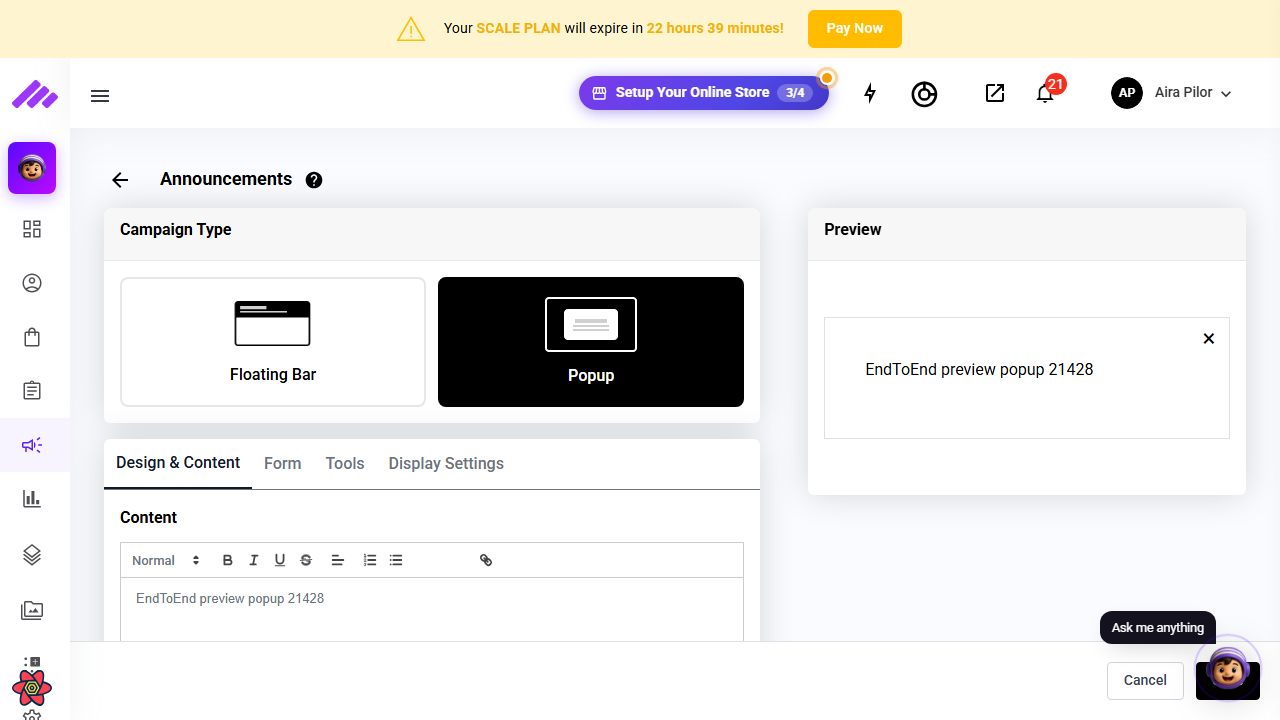 Your SCALE PLAN will expire in 22 hours 39 minutes!
Pay Now
Setup Your Online Store 3/4
21
AP
Aira Pilor
Announcements
Campaign Type
Floating Bar
Popup
Preview
EndToEnd preview popup 21428
Design & Content
Form
Tools
Display Settings
Content
Normal
EndToEnd preview popup 21428
Ask me anything
Cancel